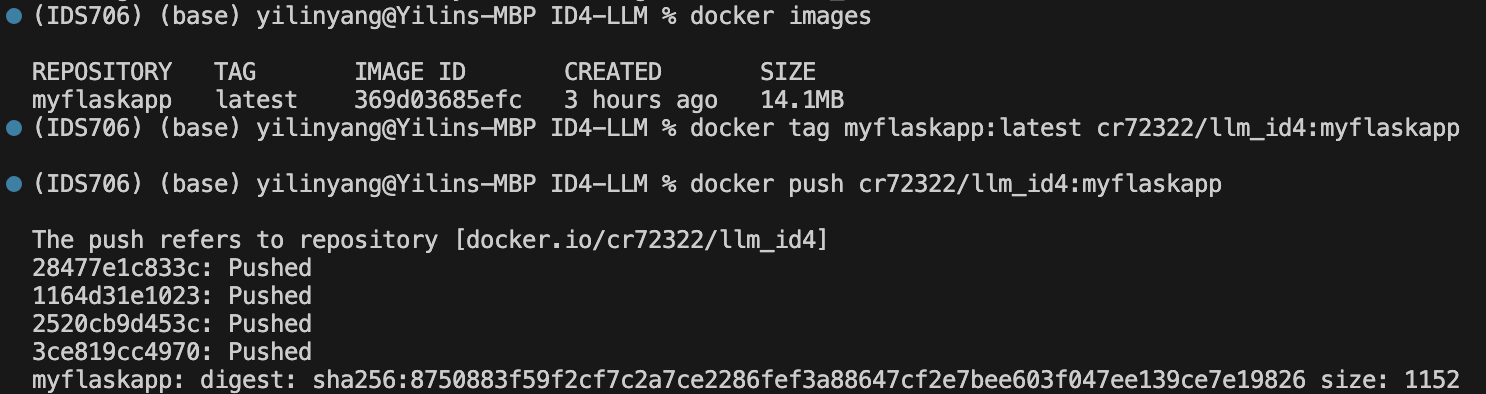 (IDS706) (base) yilinyang@Yilins-MBP ID4-LLM % docker images
REPOSITORY   TAG       IMAGE ID       CREATED       SIZE
myflaskapp   latest    369d03685efc   3 hours ago   14.1MB
(IDS706) (base) yilinyang@Yilins-MBP ID4-LLM % docker tag myflaskapp:latest cr72322/llm_id4:myflaskapp
(IDS706) (base) yilinyang@Yilins-MBP ID4-LLM % docker push cr72322/llm_id4:myflaskapp
The push refers to repository [docker.io/cr72322/llm_id4]
28477e1c833c: Pushed
1164d31e1023: Pushed
2520cb9d453c: Pushed
3ce819cc4970: Pushed
myflaskapp: digest: sha256:8750883f59f2cf7c2a7ce2286fef3a88647cf2e7bee603f047ee139ce7e19826 size: 1152